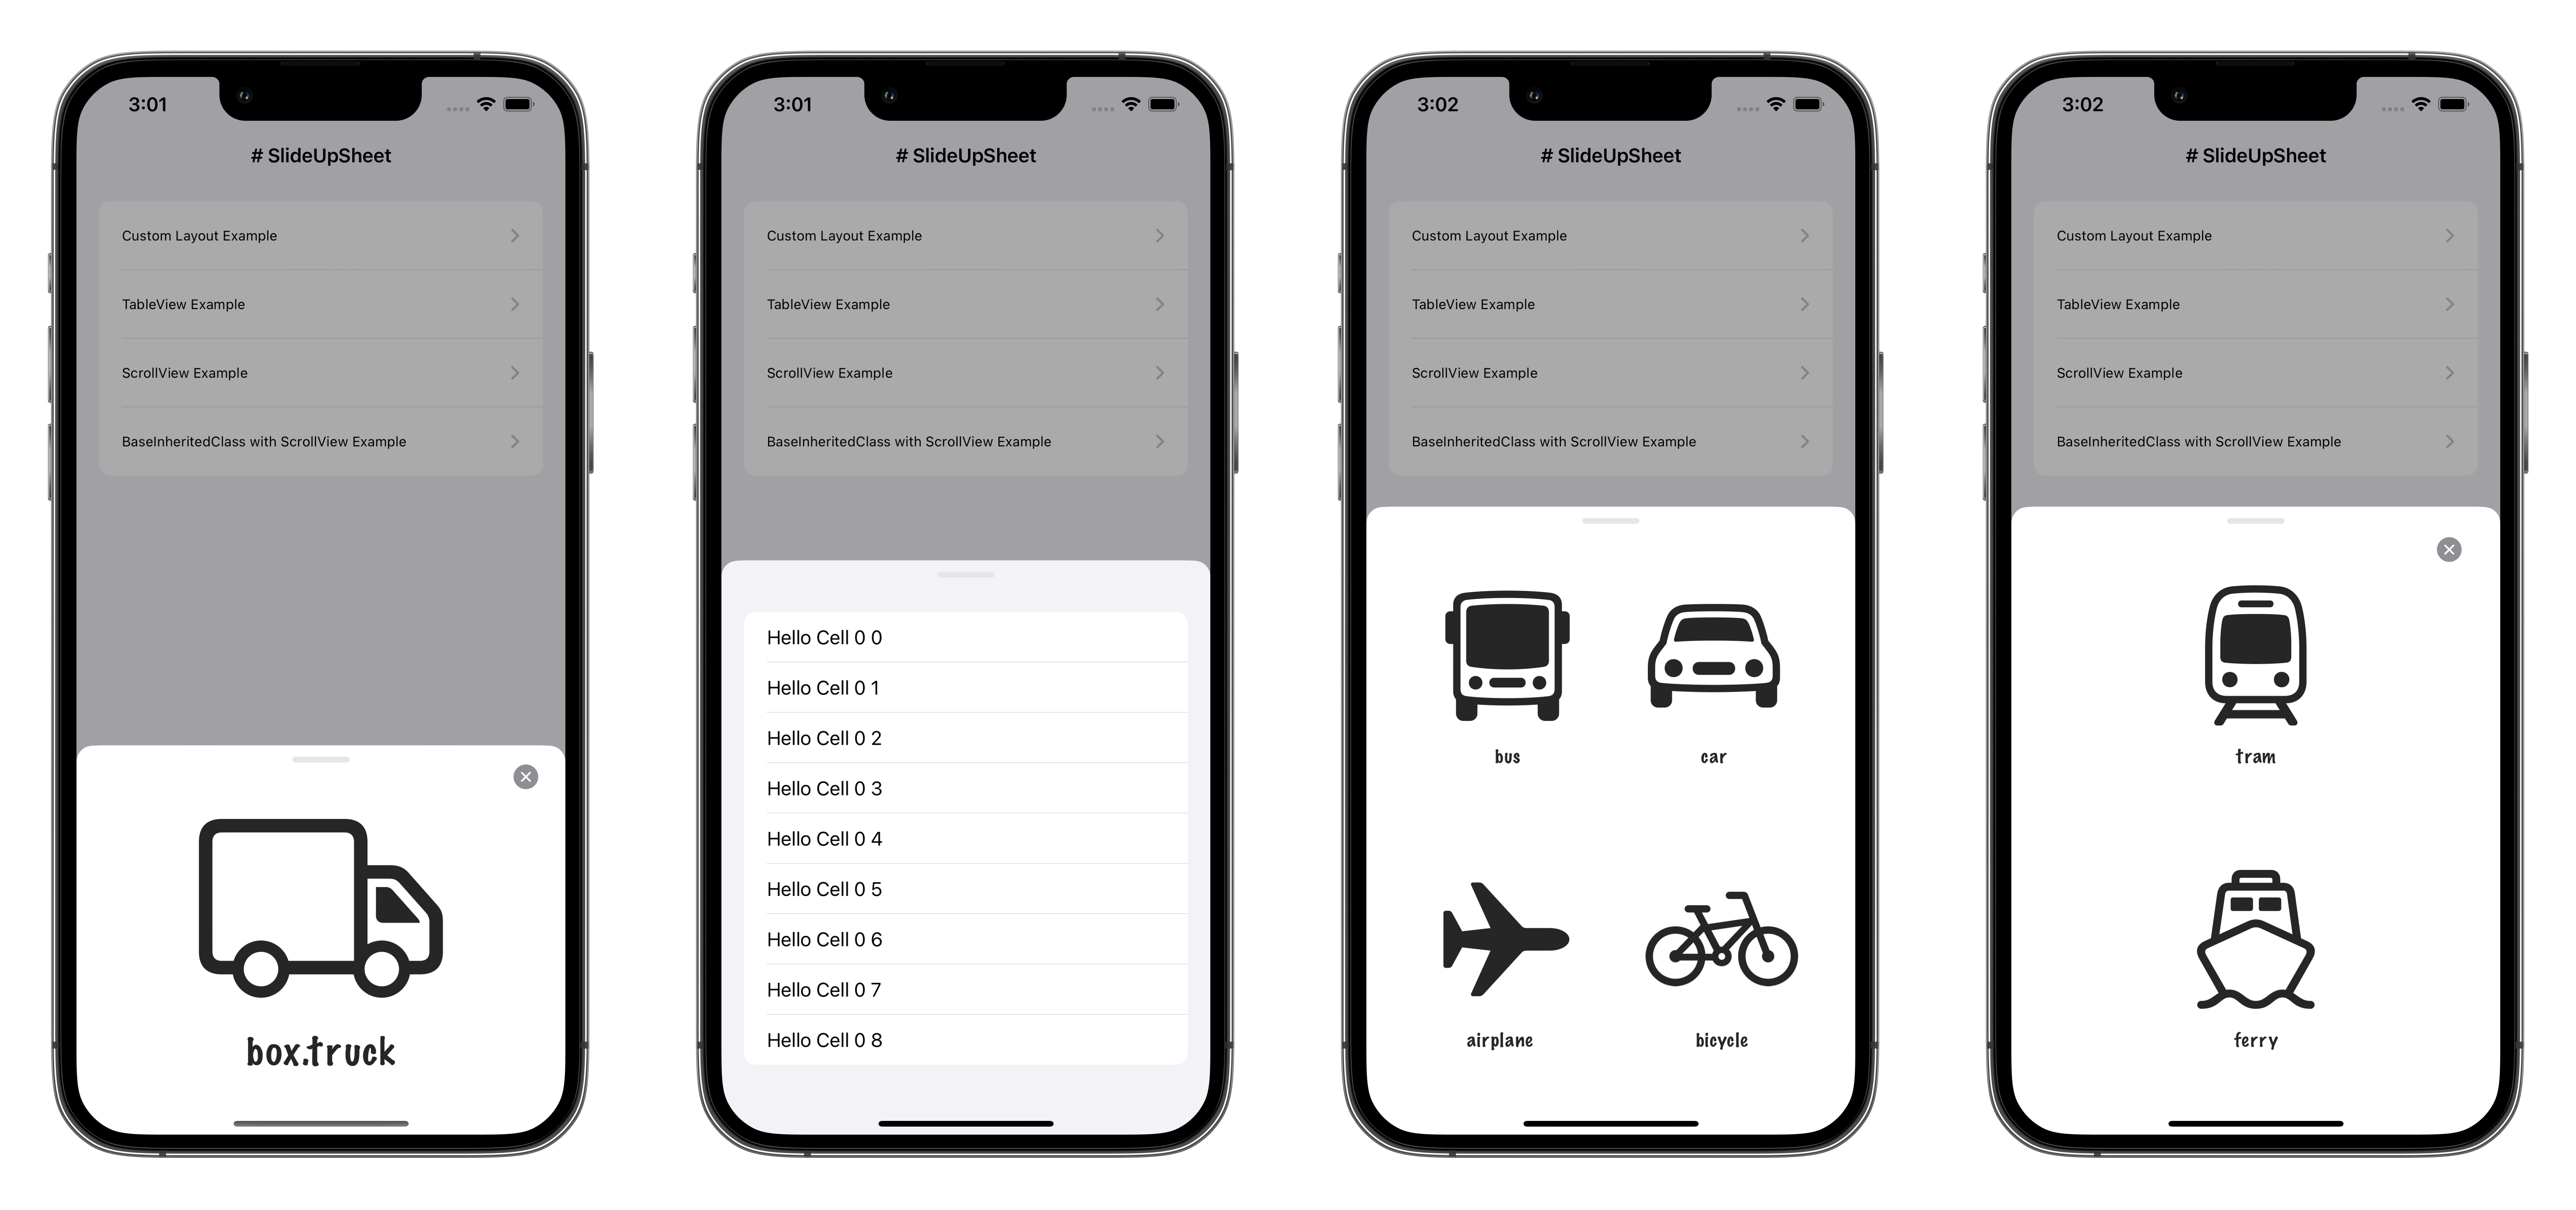 3:01
# SlideUpSheet
Custom Layout Example
TableView Example
ScrollView Example
BaseInheritedClass with ScrollView Example
box.truck
3:01
# SlideUpSheet
Custom Layout Example
TableView Example
ScrollView Example
BaseInheritedClass with ScrollView Example
Hello Cell 0 0
Hello Cell 0 1
Hello Cell 0 2
Hello Cell 0 3
Hello Cell 0 4
Hello Cell 0 5
Hello Cell 0 6
Hello Cell 0 7
Hello Cell 0 8
3:02
# SlideUpSheet
Custom Layout Example
TableView Example
ScrollView Example
BaseInheritedClass with ScrollView Example
bus car
airplane bicycle
3:02
# SlideUpSheet
Custom Layout Example
TableView Example
ScrollView Example
BaseInheritedClass with ScrollView Example
tram
ferry